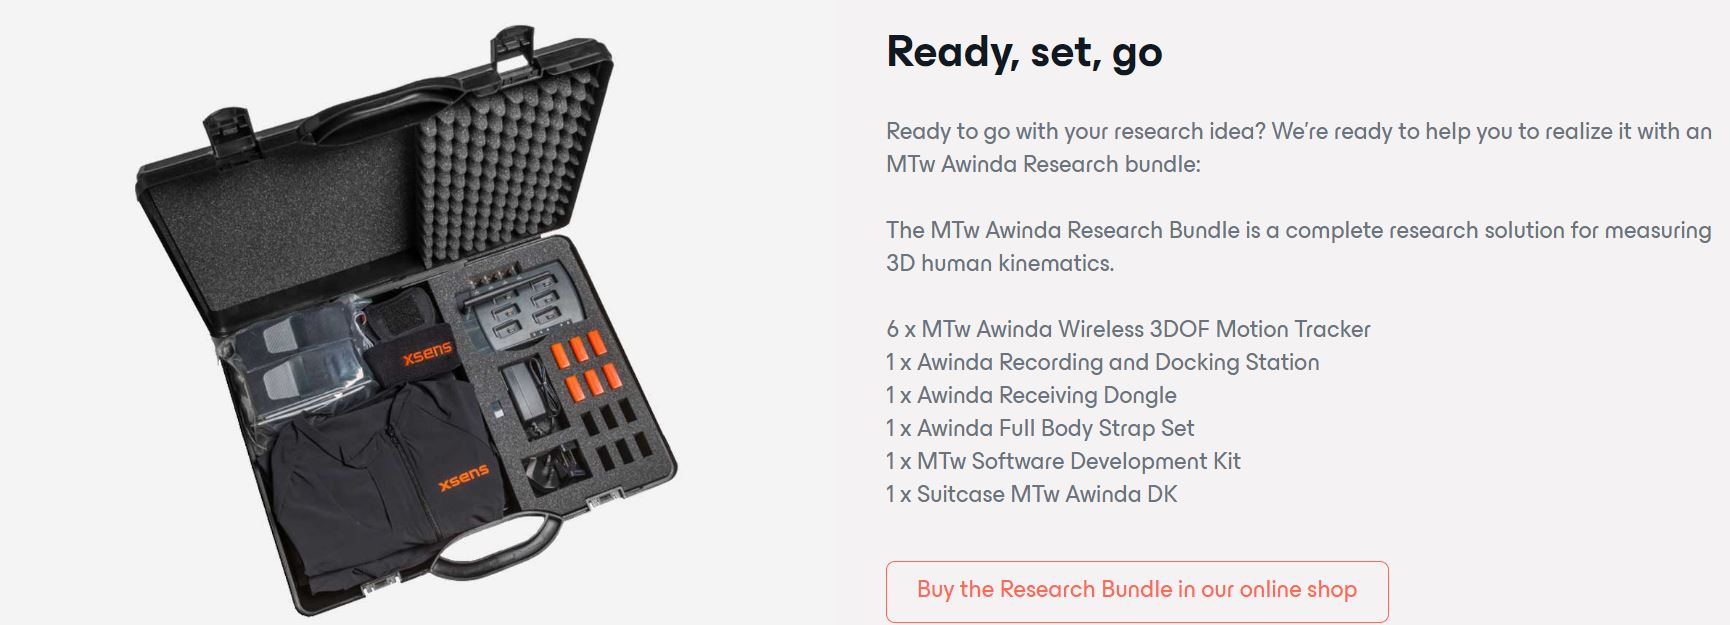 Ready, set, go
Ready to go with your research idea? We're ready to help you to realize it with an
MTw Awinda Research bundle:
The MTw Awinda Research Bundle is a complete research solution for measuring
3D human kinematics.
6 x MTw Awinda Wireless 3DOF Motion Tracker
1 x Awinda Recording and Docking Station
1 x Awinda Receiving Dongle
1 x Awinda Full Body Strap Set
1 x MTw Software Development Kit
1 x Suitcase MTw Awinda DK
Buy the Research Bundle in our online shop
xsens
xsens